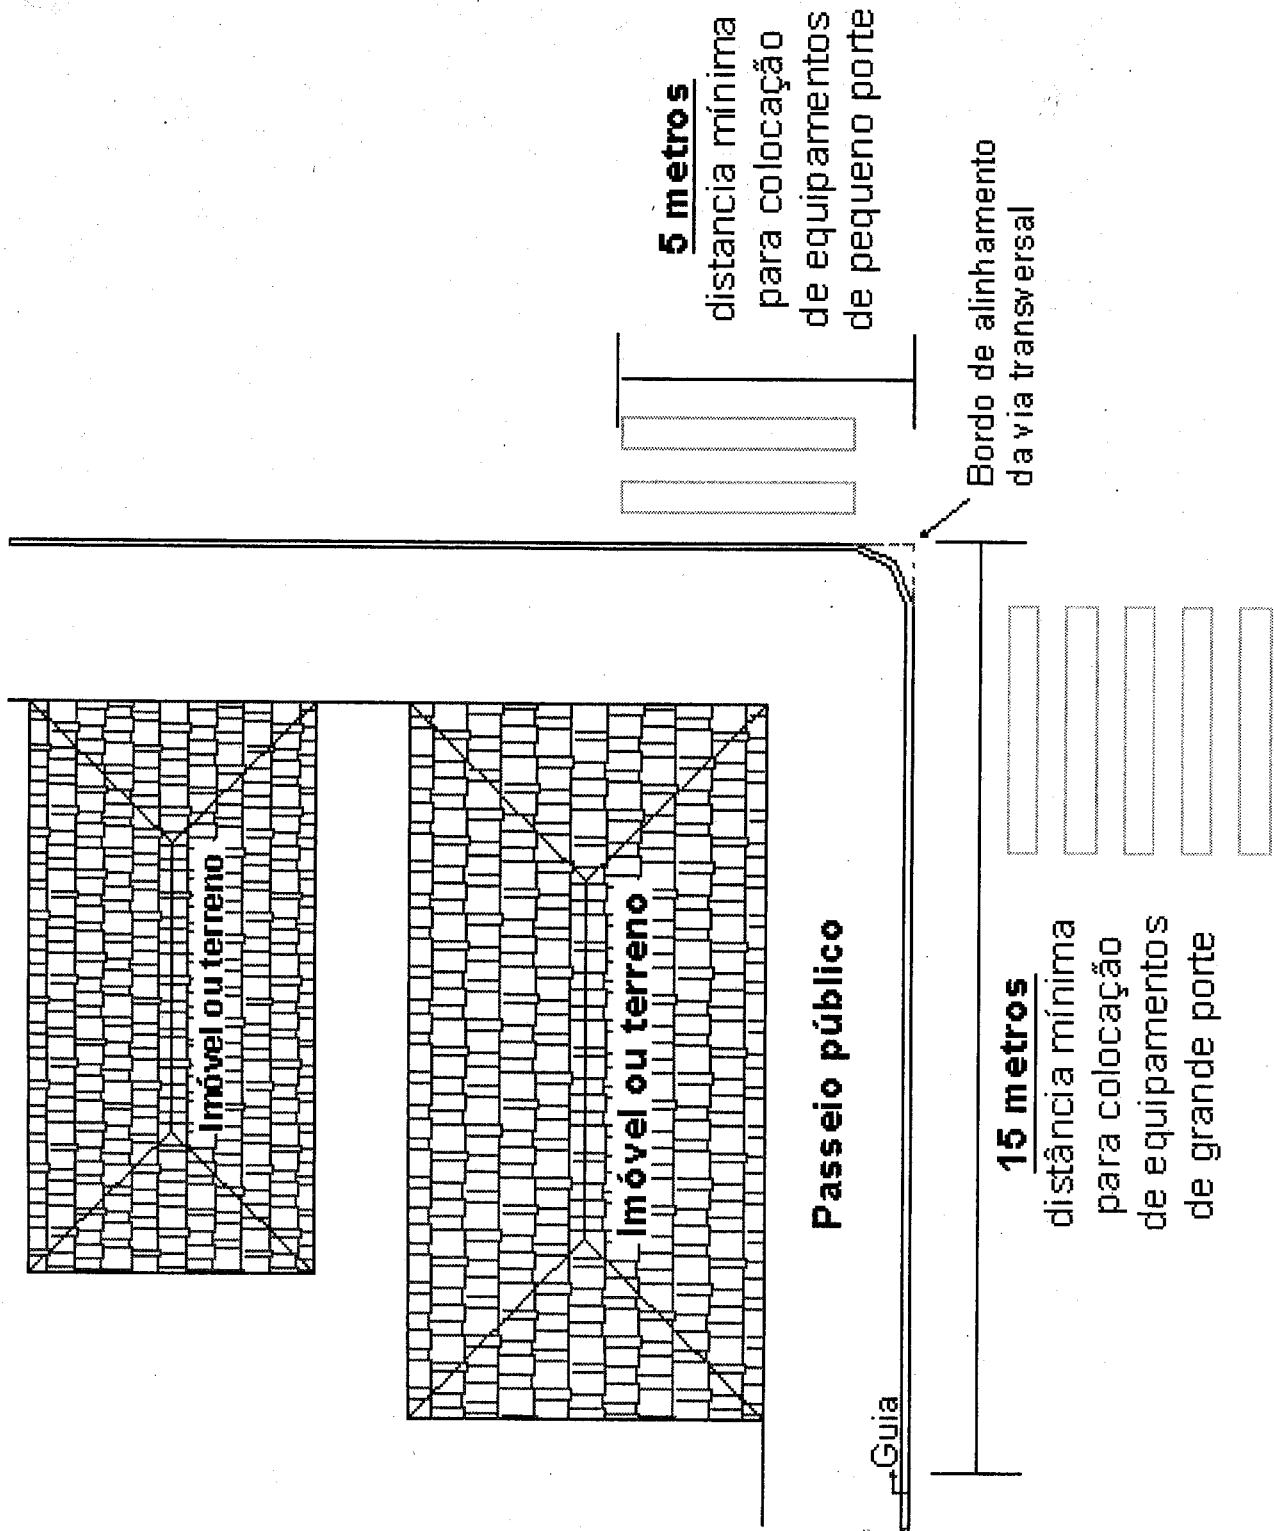 5 metros
distancia mínima
para colocação
de equipamentos
de pequeno porte
Bordo de alinhamento
da via transversal
Imóvel ou terreno
Imóvel ou terreno
Passeio público
Guia
15 metros
distância mínima
para colocação
de equipamentos
de grande porte